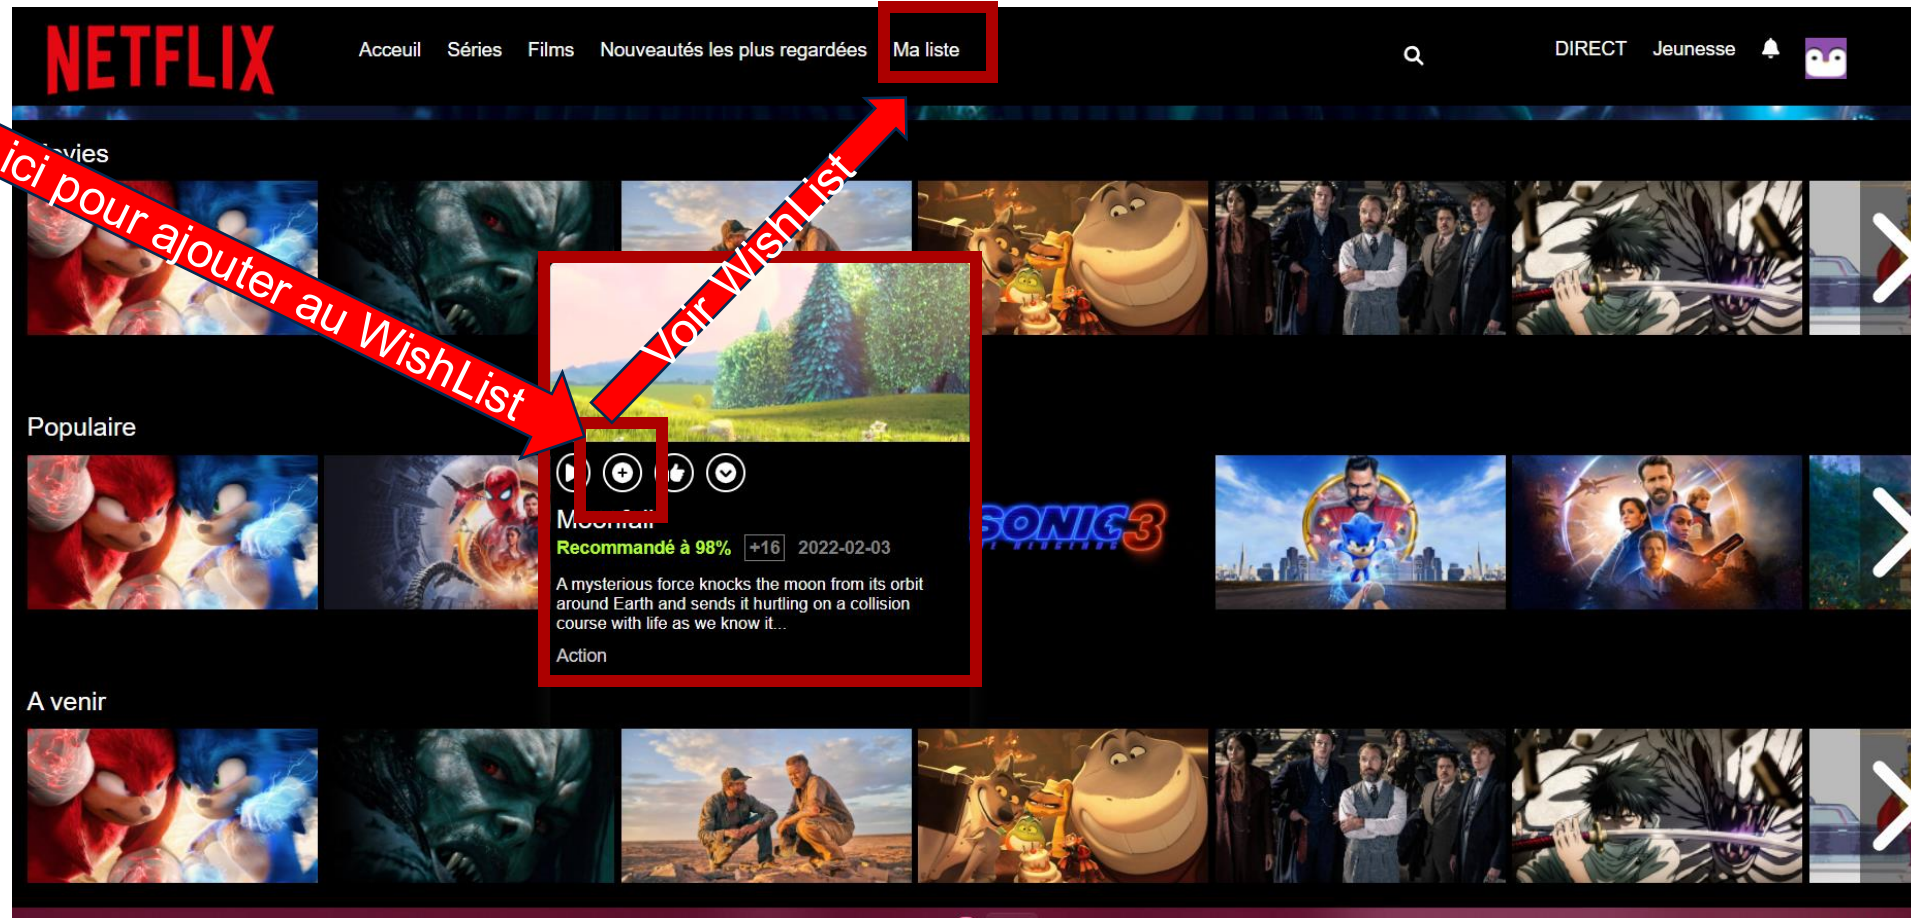 NETFLIX
Acceuil Séries Films Nouveautés les plus regardées Ma liste DIRECT Jeunesse
ici pour ajouter au WishList
Voir WishList
Populaire
SONIC 3
Moonfall
Recommandé à 98% +16 2022-02-03
A mysterious force knocks the moon from its orbit
around Earth and sends it hurtling on a collision
course with life as we know it...
Action
A venir